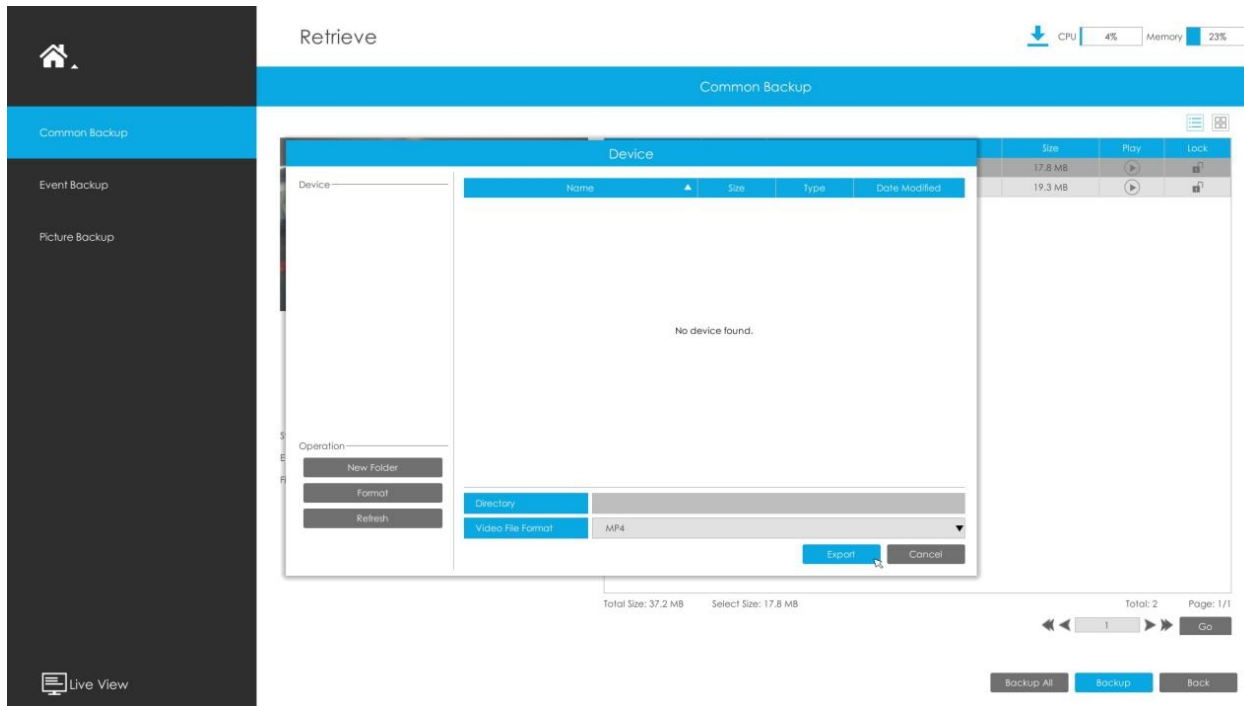 Retrieve
CPU 4% Memory 23%
Common Backup
Common Backup
Event Backup
Picture Backup
Live View
Size Play Lock
17.8 MB
19.3 MB
Device
Device
Name Size Type Date Modified
No device found.
Operation
New Folder
Format
Refresh
Directory
Video File Format MP4
Export Cancel
Total Size: 37.2 MB Select Size: 17.8 MB Total: 2 Page: 1/1
1 Go
Backup All Backup Back